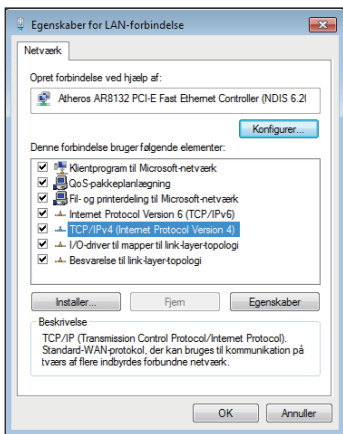 Egenskaber for LAN-forbindelse
Netværk
Opret forbindelse ved hjælp af:
Atheros AR8132 PCI-E Fast Ethernet Controller (NDIS 6.2(
Konfigurer...
Denne forbindelse bruger følgende elementer:
Klientprogram til Microsoft-netværk
QoS-pakkeplanlægning
Fil- og printerdeling til Microsoft-netværk
Internet Protocol Version 6 (TCP/IPv6)
TCP/IPv4 (Internet Protocol Version 4)
I/O-driver til mapper til link-layer-topologi
Besvarelse til link-layer-topologi
Installer...
Fjern
Egenskaber
Beskrivelse
TCP/IP (Transmission Control Protocol/Internet Protocol).
Standard-WAN-protokol, der kan bruges til kommunikation på
tværs af flere indbyrdes forbundne netværk.
OK
Annuller